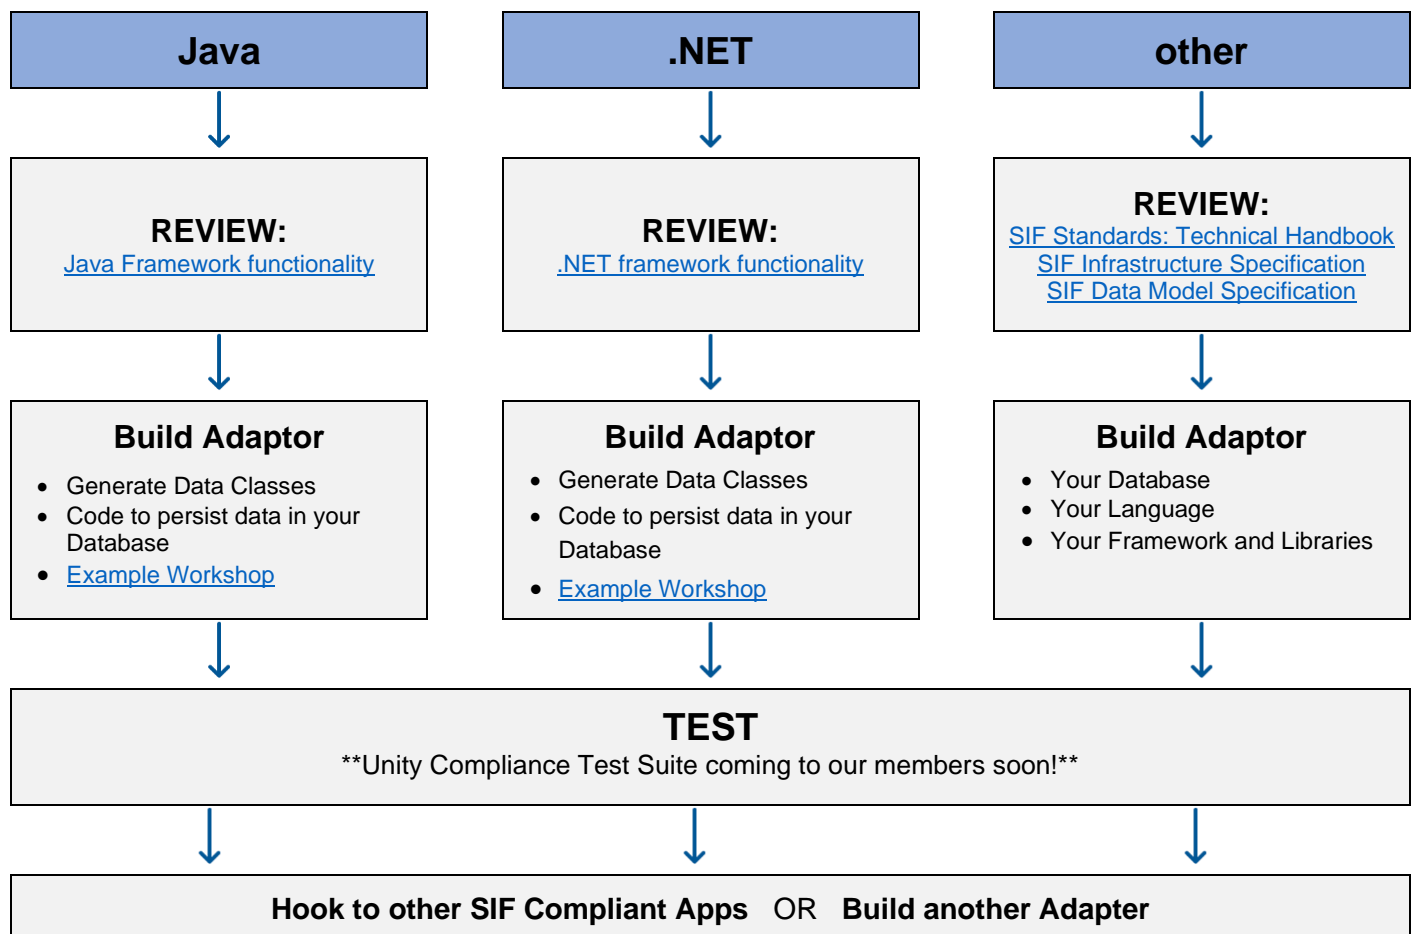 Java
.NET
other
REVIEW:
Java Framework functionality
REVIEW:
.NET framework functionality
REVIEW:
SIF Standards: Technical Handbook
SIF Infrastructure Specification
SIF Data Model Specification
Build Adaptor
• Generate Data Classes
• Code to persist data in your
Database
• Example Workshop
Build Adaptor
• Generate Data Classes
• Code to persist data in your
Database
• Example Workshop
Build Adaptor
• Your Database
• Your Language
• Your Framework and Libraries
TEST
**Unity Compliance Test Suite coming to our members soon!**
Hook to other SIF Compliant Apps OR Build another Adapter